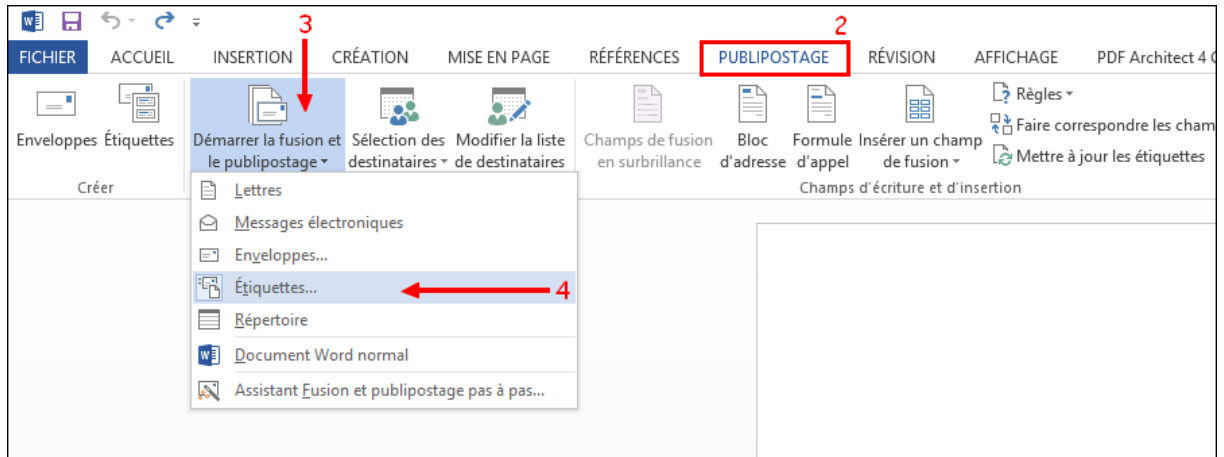 3
2
FICHIER ACCUEIL INSERTION CRÉATION MISE EN PAGE RÉFÉRENCES PUBLIPOSTAGE RÉVISION AFFICHAGE PDF Architect 4 C
Enveloppes Étiquettes
Démarrer la fusion et
le publipostage
Sélection des
destinataires
Modifier la liste
de destinataires
Champs de fusion
en surbrillance
Bloc
d'adresse
Formule
d'appel
Insérer un champ
de fusion
Règles
Faire correspondre les cham
Mettre à jour les étiquettes
Créer
Champs d'écriture et d'insertion
Lettres
Messages électroniques
Enveloppes...
Étiquettes...
4
Répertoire
Document Word normal
Assistant Fusion et publipostage pas à pas...